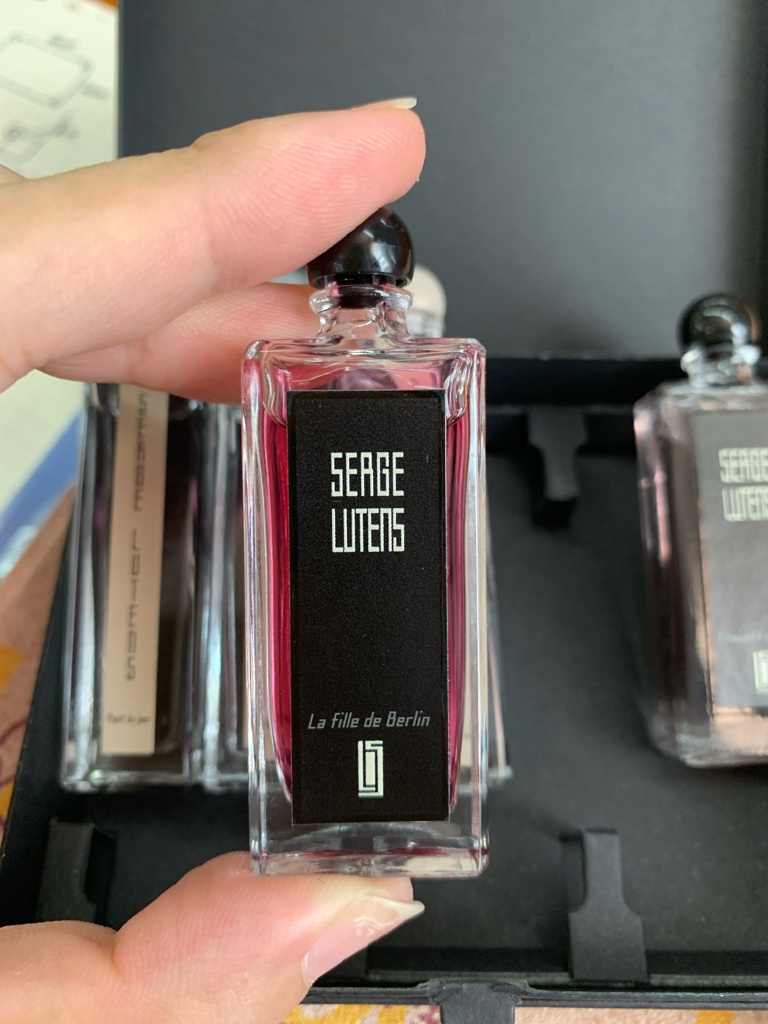 SERGE
LUTENS
La fille de Berlin
SERGE
LUTENS